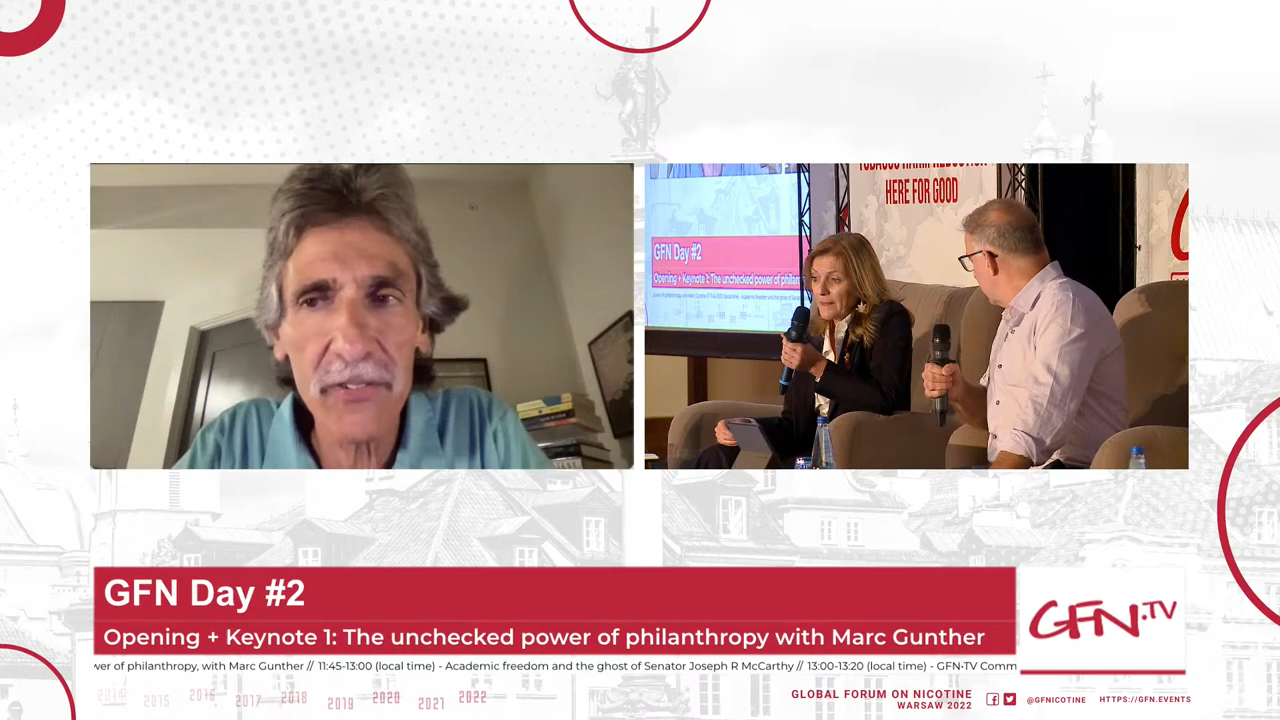 TOBACCO HARM REDUCTION
HERE FOR GOOD
GFN Day #2
Opening + Keynote 1: The unchecked power of philan
GFN Day #2
Opening + Keynote 1: The unchecked power of philanthropy with Marc Gunther
wer of philanthropy, with Marc Gunther // 11:45-13:00 (local time) - Academic freedom and the ghost of Senator Joseph R McCarthy // 13:00-13:20 (local time) - GFN•TV Comm
GFN.TV
2015 2016 2017 2018 2019 2020 2021 2022
GLOBAL FORUM ON NICOTINE
WARSAW 2022
@GFNICOTINE
HTTPS://GFN.EVENTS